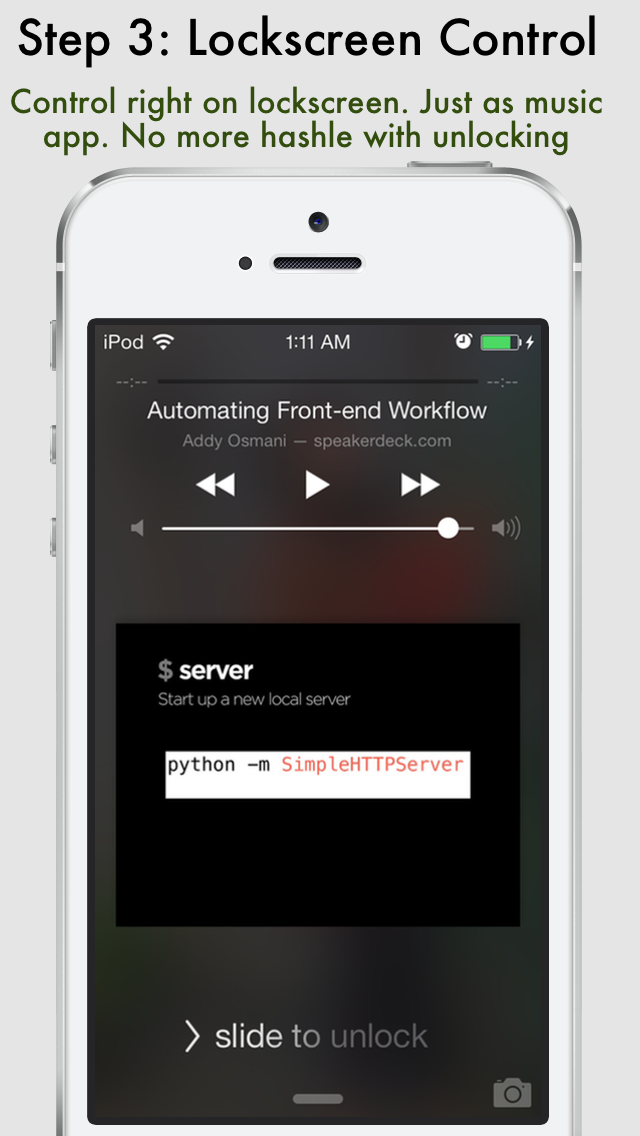 Step 3: Lockscreen Control
Control right on lockscreen. Just as music
app. No more hashle with unlocking
iPod 1:11 AM
--:-- --:--
Automating Front-end Workflow
Addy Osmani — speakerdeck.com
$ server
Start up a new local server
python -m SimpleHTTPServer
slide to unlock